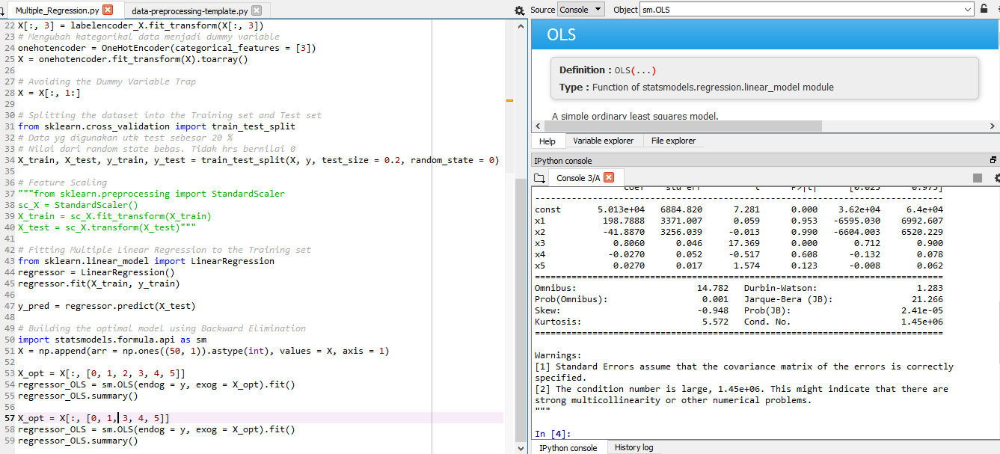 Multiple_Regression.py
data-preprocessing-template.py
22 X[:, 3] = labelencoder_X.fit_transform(X[:, 3])
23 # Mengubah kategorikal data menjadi dummy variable
24 onehotencoder = OneHotEncoder(categorical_features = [3])
25 X = onehotencoder.fit_transform(X).toarray()
26
27 # Avoiding the Dummy Variable Trap
28 X = X[:, 1:]
29
30 # Splitting the dataset into the Training set and Test set
31 from sklearn.cross_validation import train_test_split
32 # Data yg digunakan utk test sebesar 20 %
33 # Nilai dari random state bebas. Tidak hrs bernilai 0
34 X_train, X_test, y_train, y_test = train_test_split(X, y, test_size = 0.2, random_state = 0)
35
36 # Feature Scaling
37 """from sklearn.preprocessing import StandardScaler
38 sc_X = StandardScaler()
39 X_train = sc_X.fit_transform(X_train)
40 X_test = sc_X.transform(X_test)"""
41
42 # Fitting Multiple Linear Regression to the Training set
43 from sklearn.linear_model import LinearRegression
44 regressor = LinearRegression()
45 regressor.fit(X_train, y_train)
46
47 y_pred = regressor.predict(X_test)
48
49 # Building the optimal model using Backward Elimination
50 import statsmodels.formula.api as sm
51 X = np.append(arr = np.ones((50, 1)).astype(int), values = X, axis = 1)
52
53 X_opt = X[:, [0, 1, 2, 3, 4, 5]]
54 regressor_OLS = sm.OLS(endog = y, exog = X_opt).fit()
55 regressor_OLS.summary()
56
57 X_opt = X[:, [0, 1, 3, 4, 5]]
58 regressor_OLS = sm.OLS(endog = y, exog = X_opt).fit()
59 regressor_OLS.summary()
Source Console Object sm.OLS
OLS
Definition : OLS(...)
Type : Function of statsmodels.regression.linear_model module
A simple ordinary least squares model.
Help Variable explorer File explorer
IPython console
Console 3/A
coef std err t P>|t| [0.025 0.975]
------------------------------------------------------------------------------
const 5.013e+04 6884.820 7.281 0.000 3.62e+04 6.4e+04
x1 198.7888 3371.007 0.059 0.953 -6595.030 6992.607
x2 -41.8870 3256.039 -0.013 0.990 -6604.003 6520.229
x3 0.8060 0.046 17.369 0.000 0.712 0.900
x4 -0.0270 0.052 -0.517 0.608 -0.132 0.078
x5 0.0270 0.017 1.574 0.123 -0.008 0.062
==============================================================================
Omnibus: 14.782 Durbin-Watson: 1.283
Prob(Omnibus): 0.001 Jarque-Bera (JB): 21.266
Skew: -0.948 Prob(JB): 2.41e-05
Kurtosis: 5.572 Cond. No. 1.45e+06
==============================================================================
Warnings:
[1] Standard Errors assume that the covariance matrix of the errors is correctly
specified.
[2] The condition number is large, 1.45e+06. This might indicate that there are
strong multicollinearity or other numerical problems.
"""
In [4]:
IPython console History log